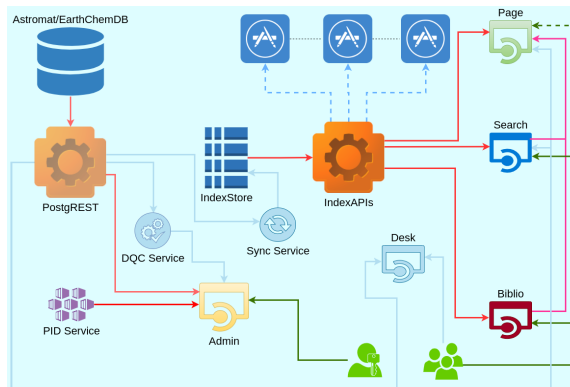 Astromat/EarthChemDB
Page
Search
PostgREST
IndexStore
IndexAPIs
DQC Service
Sync Service
Desk
Biblio
PID Service
Admin